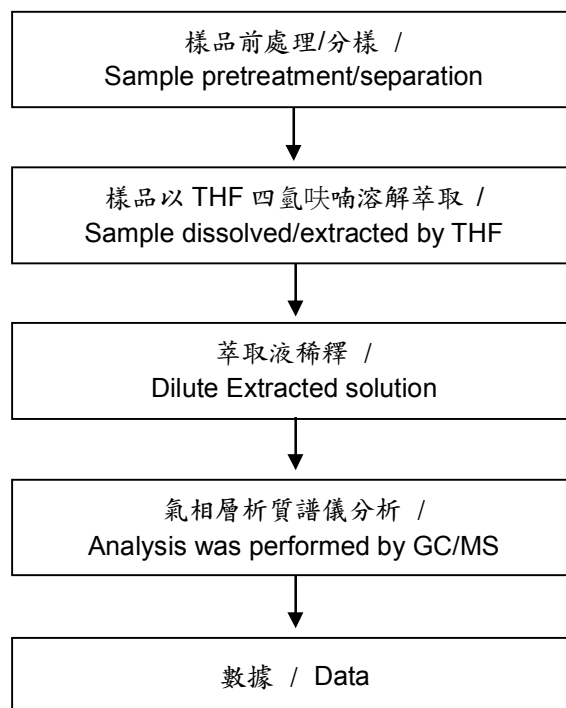 樣品前處理/分樣 /
Sample pretreatment/separation
樣品以 THF 四氫呋喃溶解萃取 /
Sample dissolved/extracted by THF
萃取液稀釋 /
Dilute Extracted solution
氣相層析質譜儀分析 /
Analysis was performed by GC/MS
數據 / Data